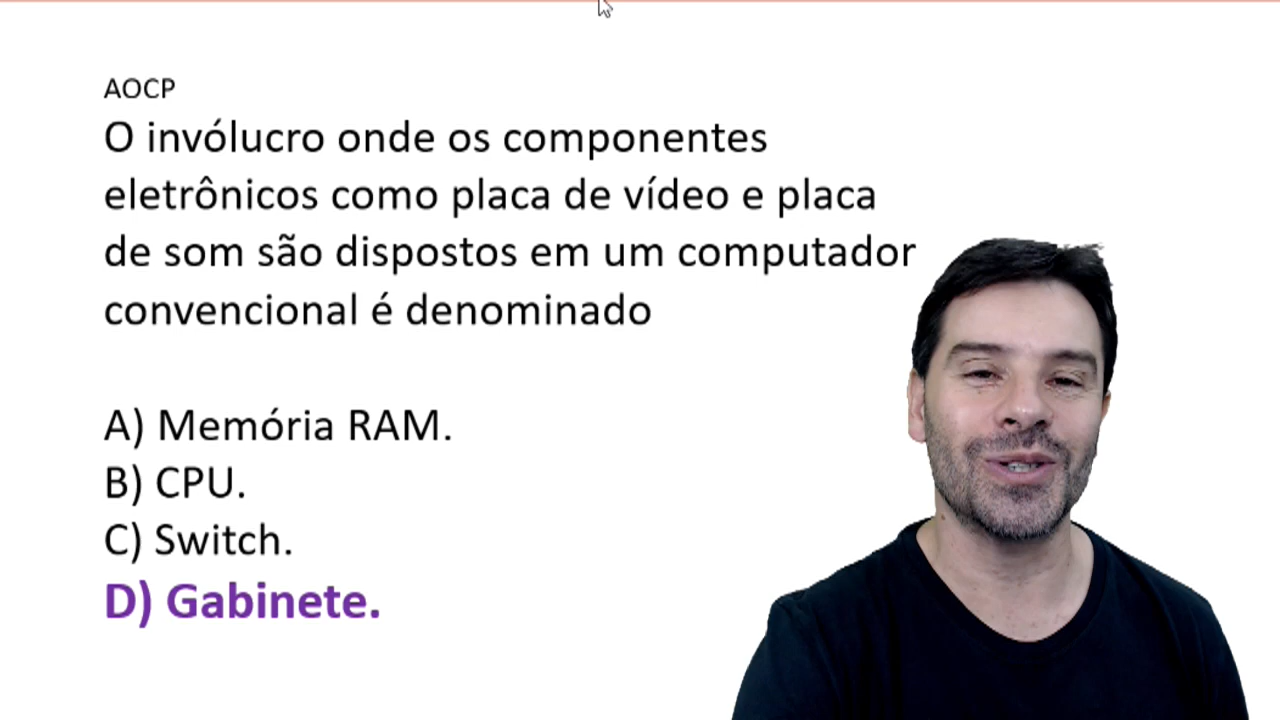 AOCP
O invólucro onde os componentes
eletrônicos como placa de vídeo e placa
de som são dispostos em um computador
convencional é denominado
A) Memória RAM.
B) CPU.
C) Switch.
D) Gabinete.